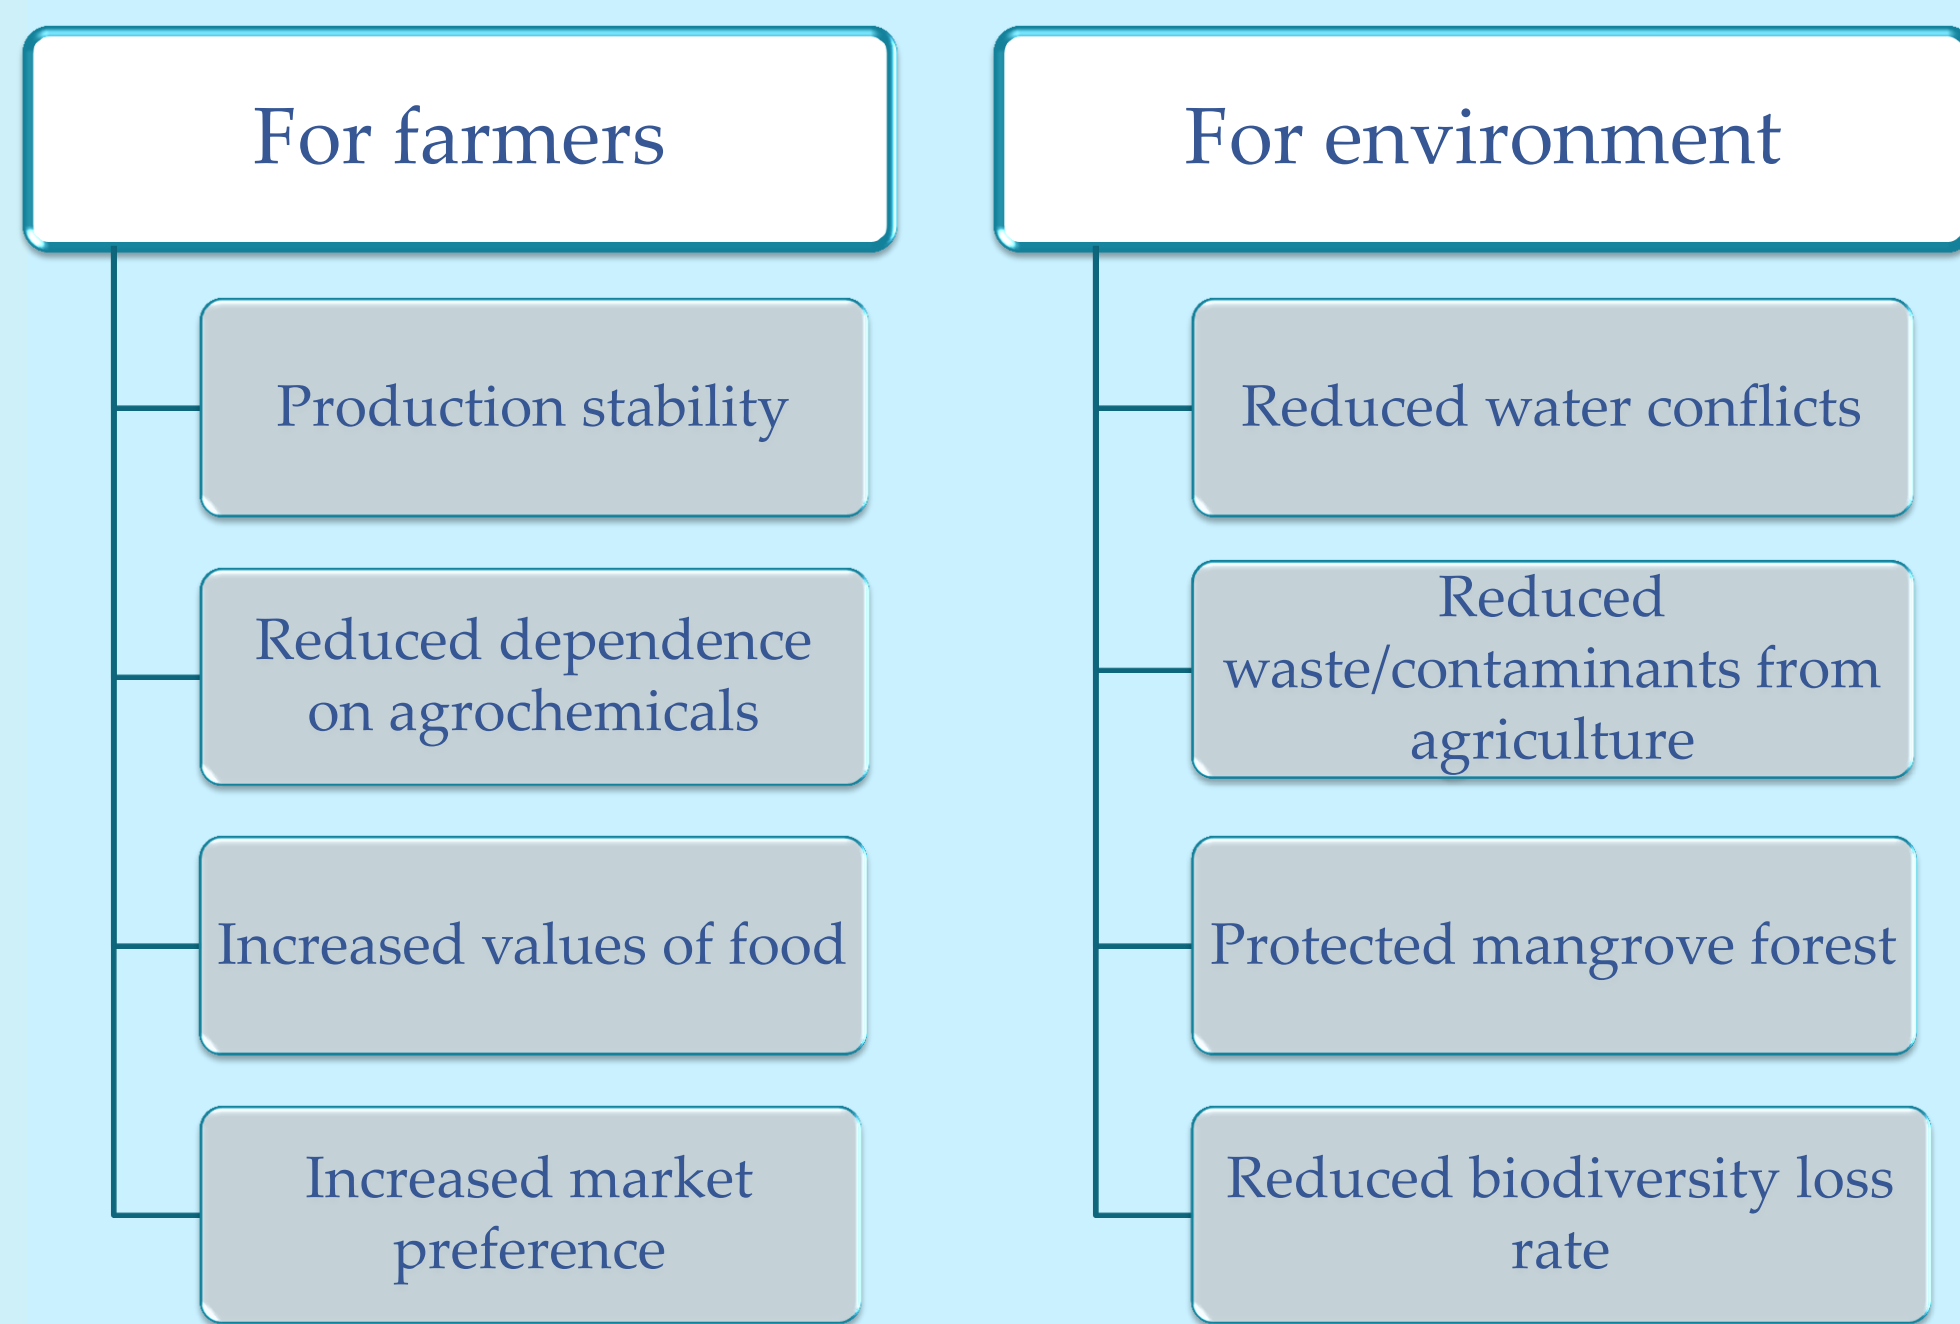 For farmers
Production stability
Reduced dependence
on agrochemicals
Increased values of food
Increased market
preference
For environment
Reduced water conflicts
Reduced
waste/contaminants from
agriculture
Protected mangrove forest
Reduced biodiversity loss
rate